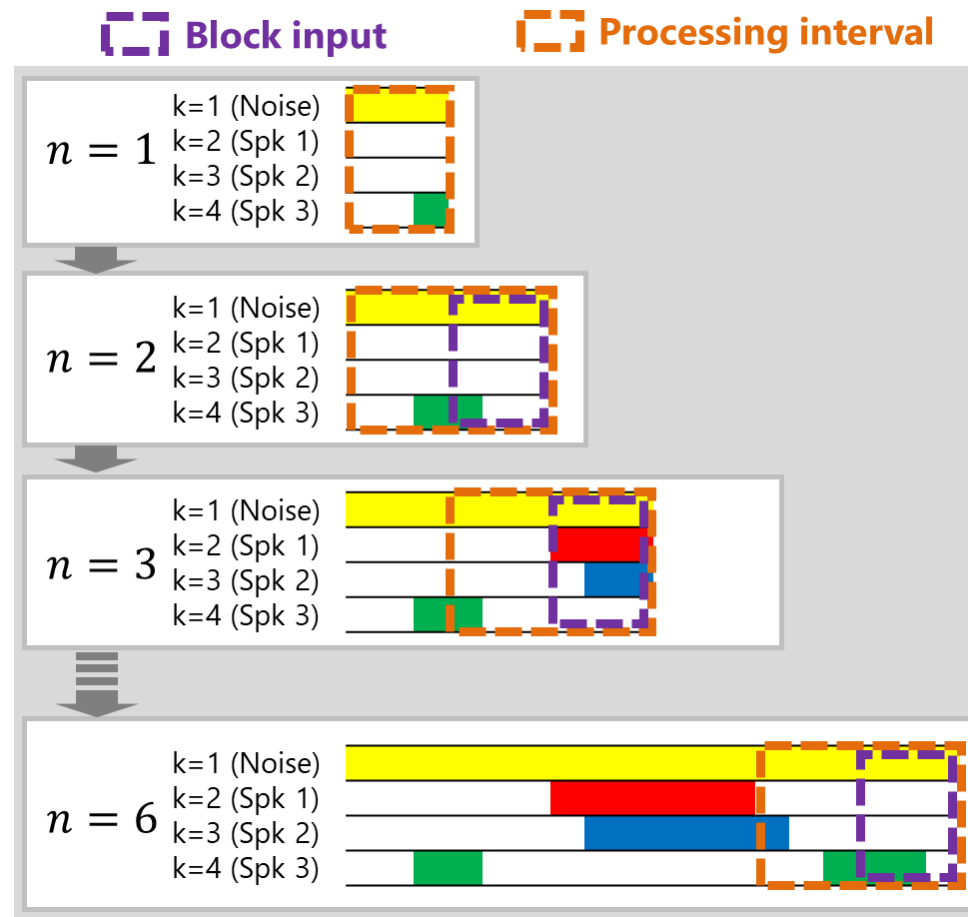 Block input
Processing interval
n = 1
k=1 (Noise)
k=2 (Spk 1)
k=3 (Spk 2)
k=4 (Spk 3)
n = 2
k=1 (Noise)
k=2 (Spk 1)
k=3 (Spk 2)
k=4 (Spk 3)
n = 3
k=1 (Noise)
k=2 (Spk 1)
k=3 (Spk 2)
k=4 (Spk 3)
n = 6
k=1 (Noise)
k=2 (Spk 1)
k=3 (Spk 2)
k=4 (Spk 3)